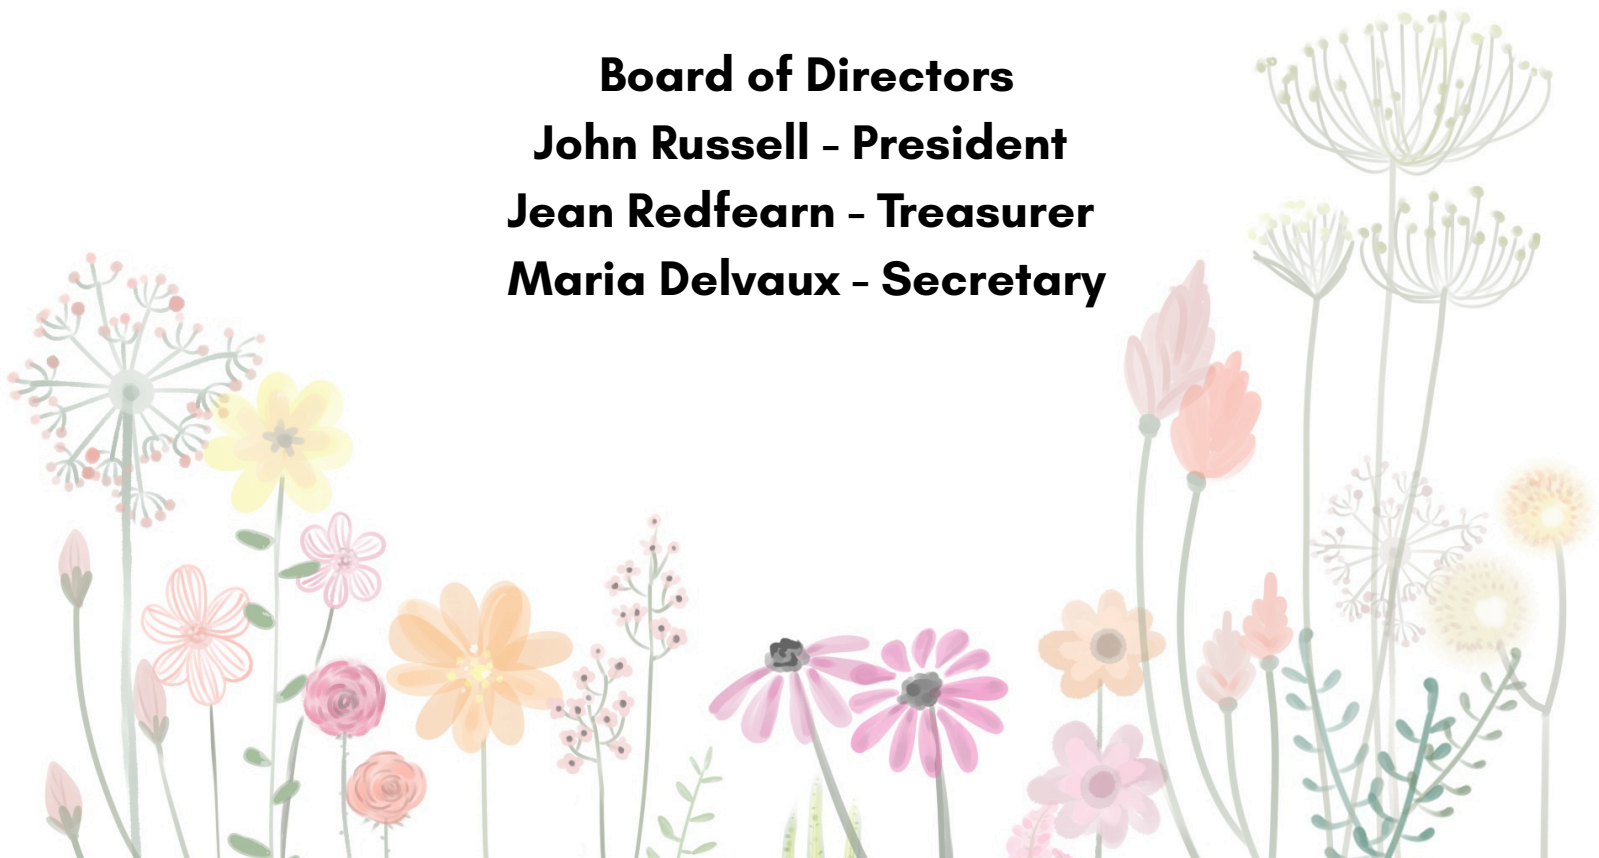 Board of Directors
John Russell - President
Jean Redfearn - Treasurer
Maria Delvaux - Secretary